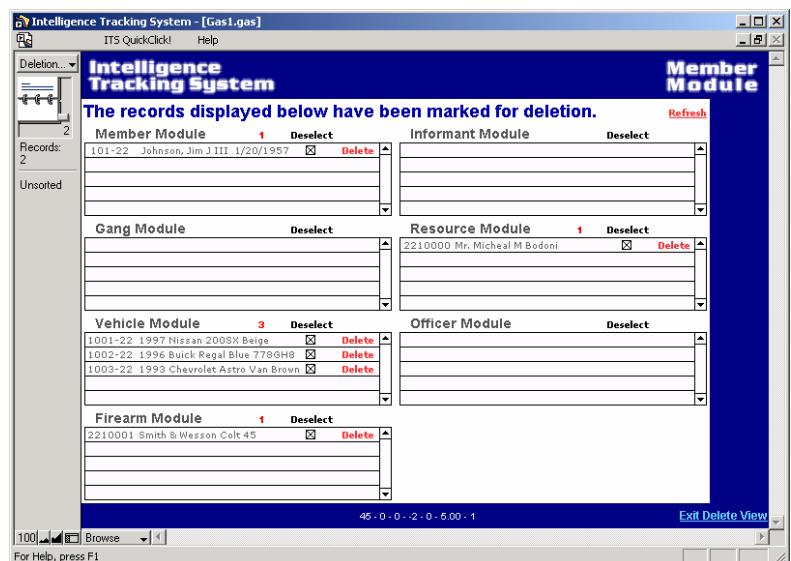 Intelligence Tracking System - [Gas1.gas]
ITS QuickClick! Help
Deletion...
2
Records:
2
Unsorted
Intelligence
Tracking System
Member
Module
The records displayed below have been marked for deletion.
Refresh
Member Module 1 Deselect
101-22 Johnson, Jim J III 1/20/1957 Delete
Informant Module Deselect
Gang Module Deselect
Resource Module 1 Deselect
2210000 Mr. Micheal M Bodoni Delete
Vehicle Module 3 Deselect
1001-22 1997 Nissan 200SX Beige Delete
1002-22 1996 Buick Regal Blue 778GH8 Delete
1003-22 1993 Chevrolet Astro Van Brown Delete
Officer Module Deselect
Firearm Module 1 Deselect
2210001 Smith & Wesson Colt 45 Delete
45 - 0 - 0 - -2 - 0 - 5.00 - 1
Exit Delete View
100 Browse
For Help, press F1